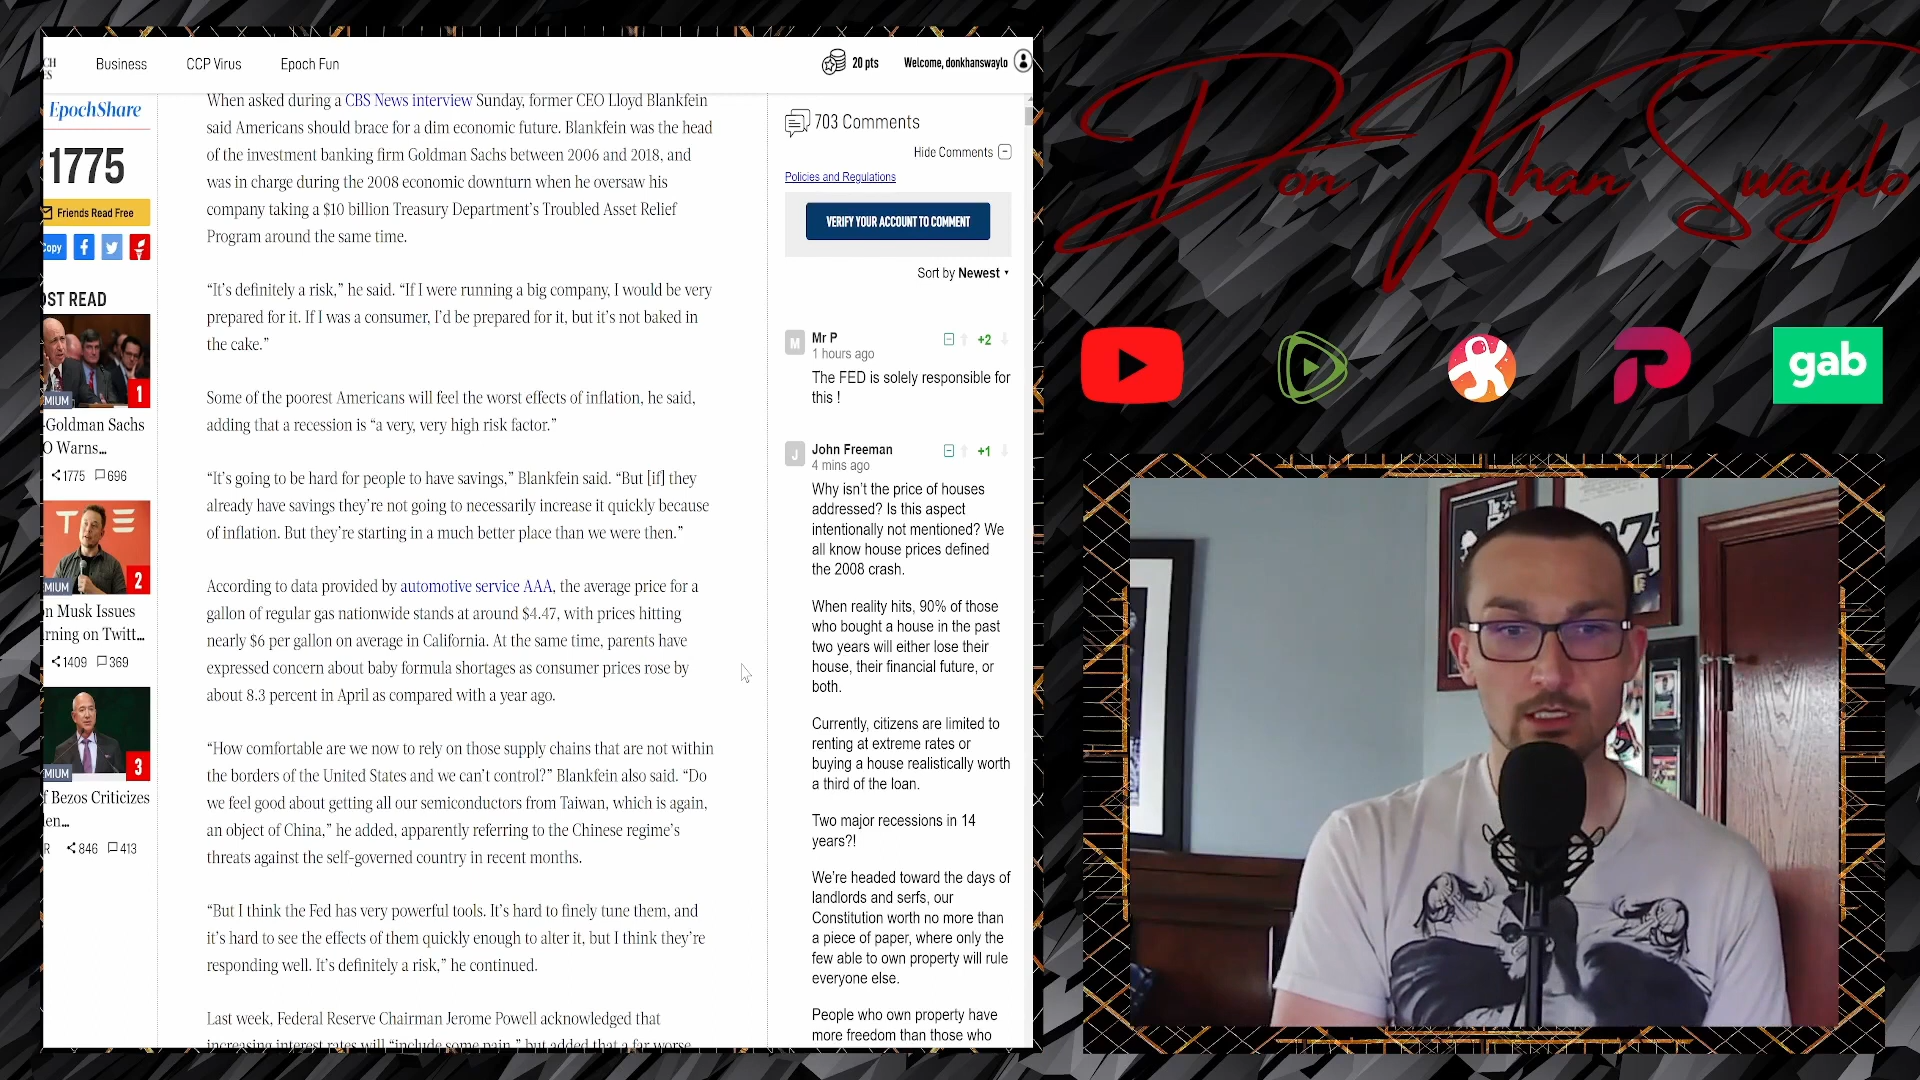 CH
ES
Business
CCP Virus
Epoch Fun
20 pts
Welcome, donkhanswaylo
EpochShare
1775
Friends Read Free
opy
OST READ
MIUM
1
-Goldman Sachs
O Warns...
1775
696
T
E
MIUM
2
n Musk Issues
rning on Twitt...
1409
369
MIUM
3
f Bezos Criticizes
en...
R
846
413
When asked during a CBS News interview Sunday, former CEO Lloyd Blankfein
said Americans should brace for a dim economic future. Blankfein was the head
of the investment banking firm Goldman Sachs between 2006 and 2018, and
was in charge during the 2008 economic downturn when he oversaw his
company taking a $10 billion Treasury Department’s Troubled Asset Relief
Program around the same time.
“It’s definitely a risk,” he said. “If I were running a big company, I would be very
prepared for it. If I was a consumer, I’d be prepared for it, but it’s not baked in
the cake.”
Some of the poorest Americans will feel the worst effects of inflation, he said,
adding that a recession is “a very, very high risk factor.”
“It’s going to be hard for people to have savings,” Blankfein said. “But [if] they
already have savings they’re not going to necessarily increase it quickly because
of inflation. But they’re starting in a much better place than we were then.”
According to data provided by automotive service AAA, the average price for a
gallon of regular gas nationwide stands at around $4.47, with prices hitting
nearly $6 per gallon on average in California. At the same time, parents have
expressed concern about baby formula shortages as consumer prices rose by
about 8.3 percent in April as compared with a year ago.
“How comfortable are we now to rely on those supply chains that are not within
the borders of the United States and we can’t control?” Blankfein also said. “Do
we feel good about getting all our semiconductors from Taiwan, which is again,
an object of China,” he added, apparently referring to the Chinese regime’s
threats against the self-governed country in recent months.
“But I think the Fed has very powerful tools. It’s hard to finely tune them, and
it’s hard to see the effects of them quickly enough to alter it, but I think they’re
responding well. It’s definitely a risk,” he continued.
Last week, Federal Reserve Chairman Jerome Powell acknowledged that
increasing interest rates will “include some pain,” but added that a far worse
703 Comments
Hide Comments
Policies and Regulations
VERIFY YOUR ACCOUNT TO COMMENT
Sort by Newest
M
Mr P
+2
1 hours ago
The FED is solely responsible for
this !
J
John Freeman
+1
4 mins ago
Why isn’t the price of houses
addressed? Is this aspect
intentionally not mentioned? We
all know house prices defined
the 2008 crash.
When reality hits, 90% of those
who bought a house in the past
two years will either lose their
house, their financial future, or
both.
Currently, citizens are limited to
renting at extreme rates or
buying a house realistically worth
a third of the loan.
Two major recessions in 14
years?!
We’re headed toward the days of
landlords and serfs, our
Constitution worth no more than
a piece of paper, where only the
few able to own property will rule
everyone else.
People who own property have
more freedom than those who
Don Khan Swaylo
gab